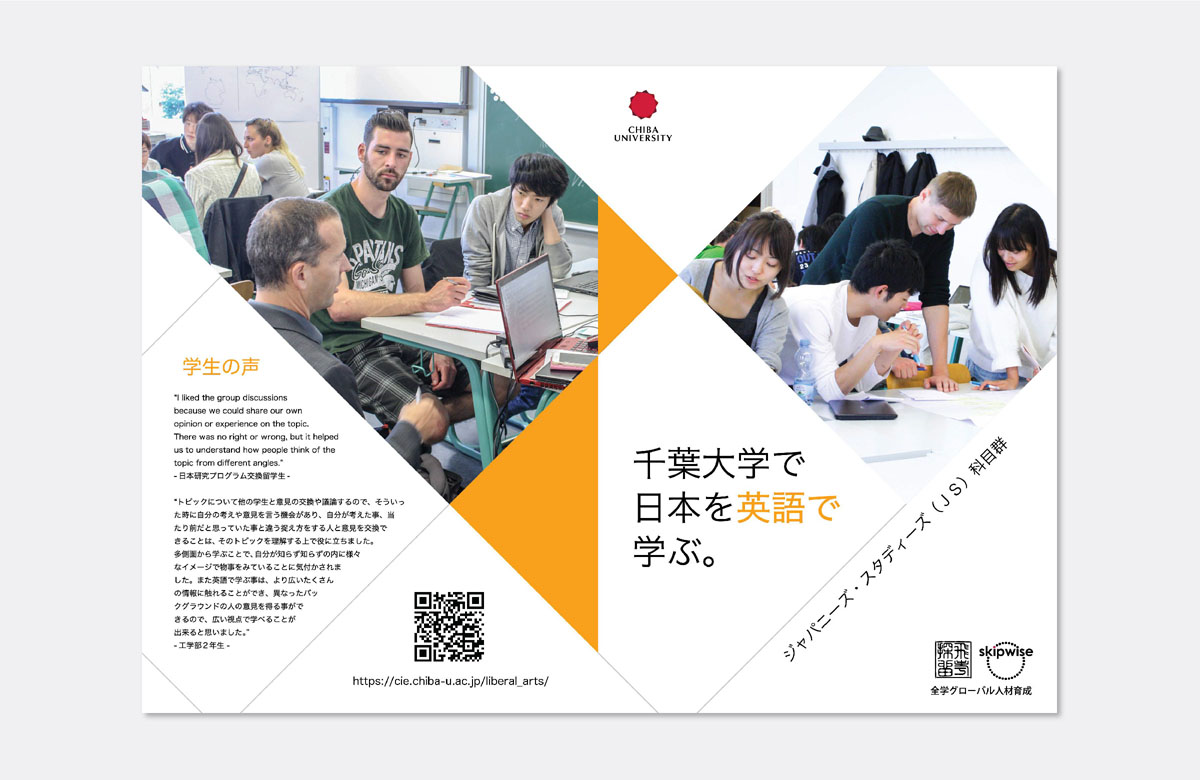 SPARTANS
MICHIGAN
学生の声
"I liked the group discussions
because we could share our own
opinion or experience on the topic.
There was no right or wrong, but it helped
us to understand how people think of the
topic from different angles."
- 日本研究プログラム交換留学生 -
"トピックについて他の学生と意見の交換や議論するので、そういっ
た時に自分の考えや意見を言う機会があり、自分が考えた事、当
たり前だと思っていた事と違う捉え方をする人と意見を交換で
きることは、そのトピックを理解する上で役に立ちました。
多側面から学ぶことで、自分が知らず知らずの内に様々
なイメージで物事をみていることに気付かされま
した。また英語で学ぶ事は、より広いたくさん
の情報に触れることができ、異なったバッ
クグラウンドの人の意見を得る事がで
きるので、広い視点で学べることが
出来ると思いました。"
- 工学部2年生 -
https://cie.chiba-u.ac.jp/liberal_arts/
CHIBA
UNIVERSITY
OUT
23
千葉大学で
日本を英語で
学ぶ。
ジャパニーズ・スタディーズ（JS）科目群
skipwise
全学グローバル人材育成